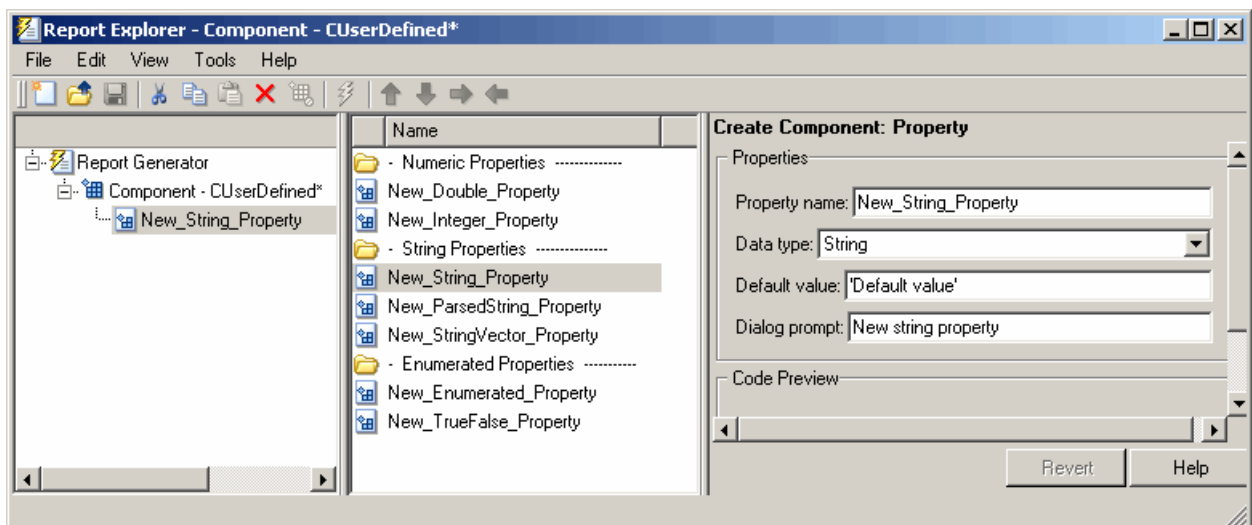 Report Explorer - Component - CUserDefined*
File Edit View Tools Help
Report Generator
Component - CUserDefined*
New_String_Property
Name
- Numeric Properties -------------
New_Double_Property
New_Integer_Property
- String Properties --------------
New_String_Property
New_ParsedString_Property
New_StringVector_Property
- Enumerated Properties ----------
New_Enumerated_Property
New_TrueFalse_Property
Create Component: Property
Properties
Property name: New_String_Property
Data type: String
Default value: 'Default value'
Dialog prompt: New string property
Code Preview
Revert Help